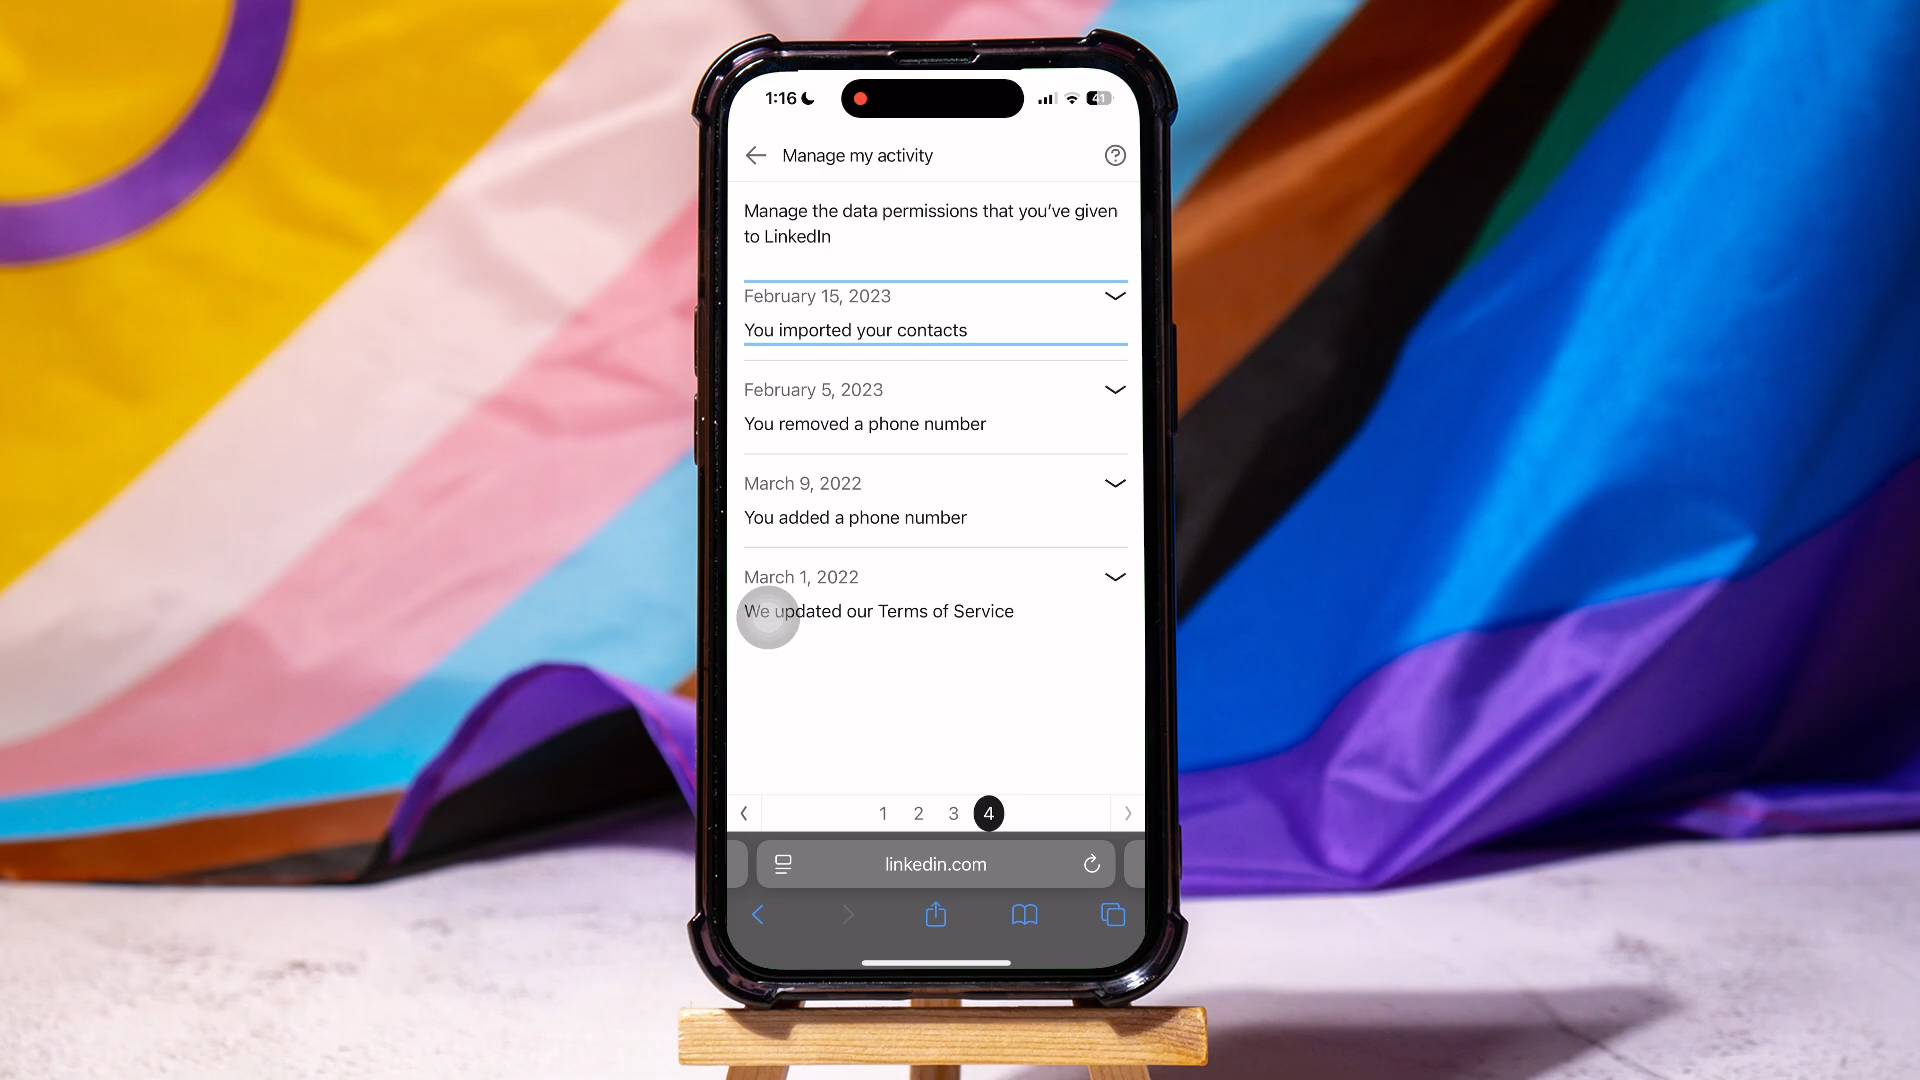 1:16
41
Manage my activity
Manage the data permissions that you've given
to LinkedIn
February 15, 2023
You imported your contacts
February 5, 2023
You removed a phone number
March 9, 2022
You added a phone number
March 1, 2022
We updated our Terms of Service
1 2 3 4
linkedin.com